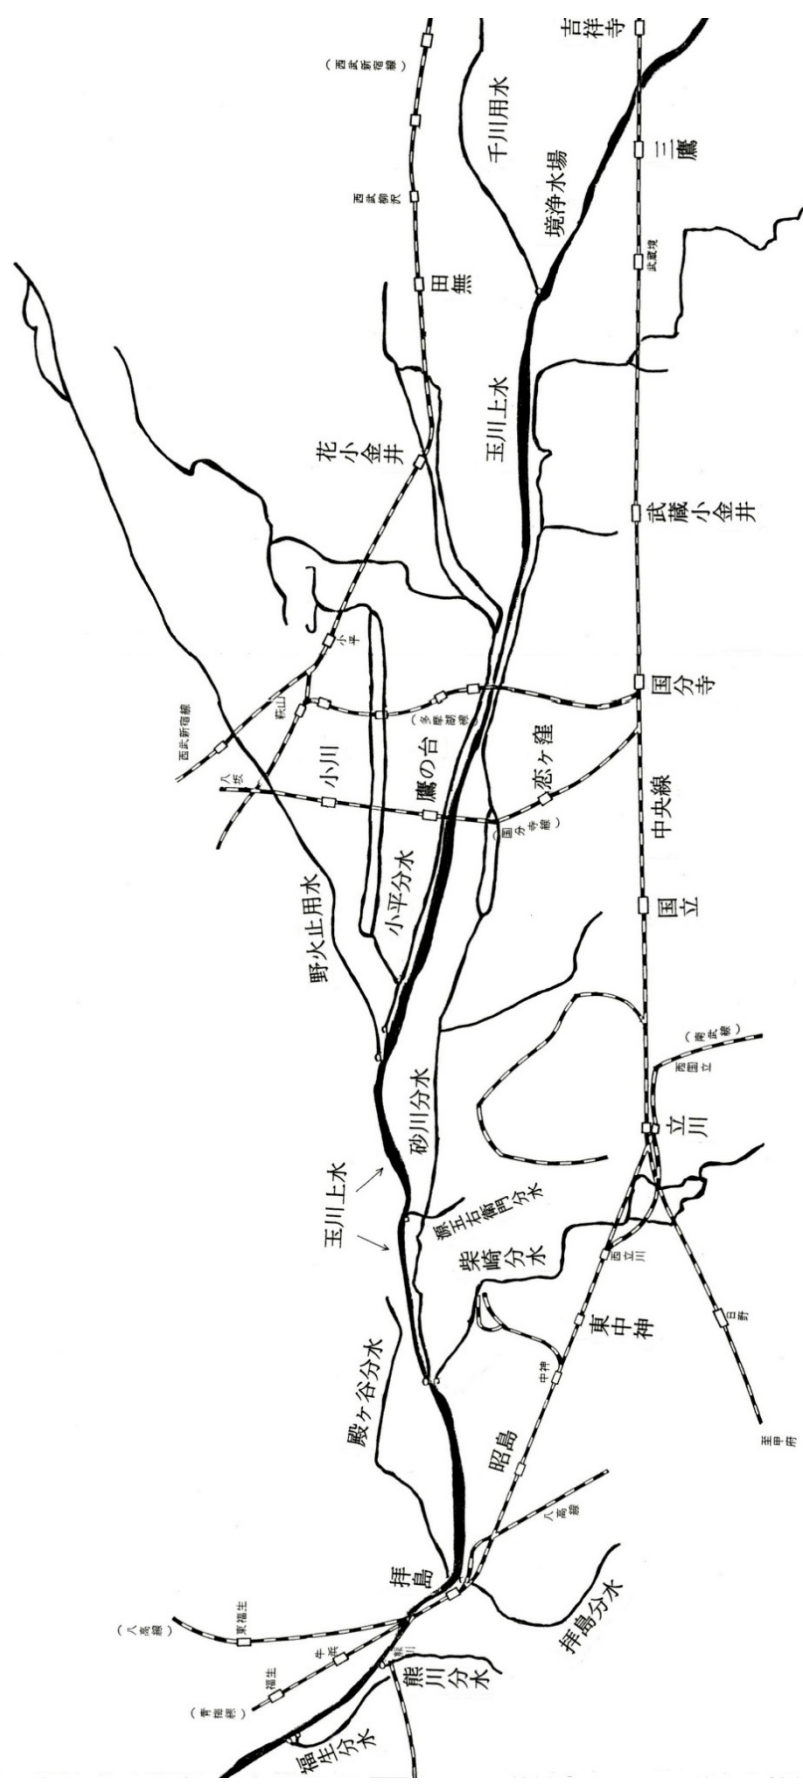 吉祥寺
(西武新宿線)
千川用水
三鷹
境浄水場
西武柳沢
武蔵境
田無
玉川上水
花小金井
武蔵小金井
小平
国分寺
萩山
西武新宿線
(多摩湖線)
八坂
小川
鷹の台
恋ヶ窪
(国分寺線)
中央線
小平分水
野火止用水
国立
(南武線)
西国立
砂川分水
立川
玉川上水
源五右衛門分水
柴崎分水
西立川
東中神
日野
中神
殿ヶ谷分水
昭島
至甲府
八高線
拝島
拝島分水
(八高線)
東福生
牛浜
熊川
福生
熊川分水
(青梅線)
福生分水